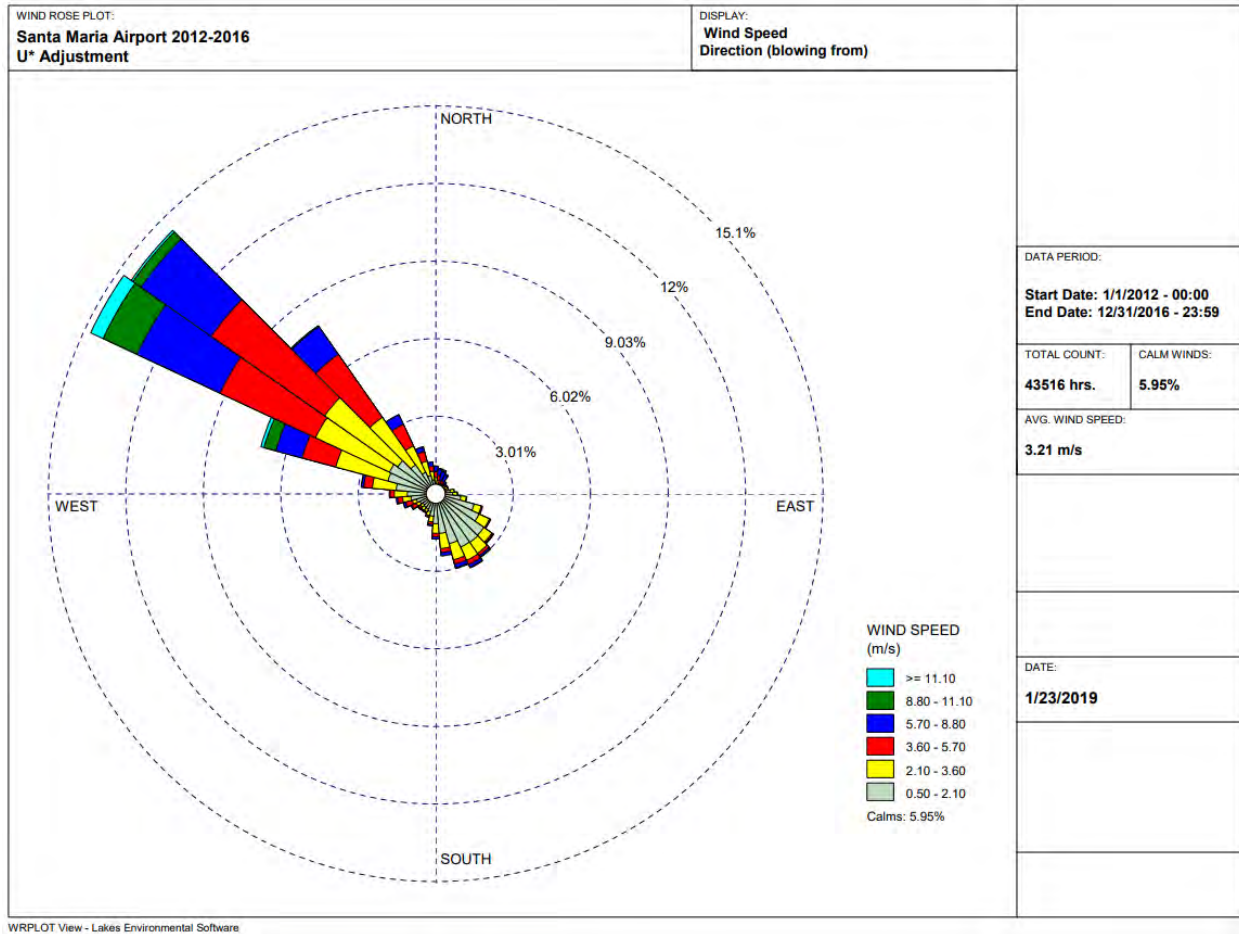 WIND ROSE PLOT:
Santa Maria Airport 2012-2016
U* Adjustment
DISPLAY:
Wind Speed
Direction (blowing from)
NORTH
15.1%
12%
9.03%
6.02%
3.01%
WEST
EAST
SOUTH
WIND SPEED
(m/s)
>= 11.10
8.80 - 11.10
5.70 - 8.80
3.60 - 5.70
2.10 - 3.60
0.50 - 2.10
Calms: 5.95%
DATA PERIOD:
Start Date: 1/1/2012 - 00:00
End Date: 12/31/2016 - 23:59
TOTAL COUNT:
43516 hrs.
CALM WINDS:
5.95%
AVG. WIND SPEED:
3.21 m/s
DATE:
1/23/2019
WRPLOT View - Lakes Environmental Software